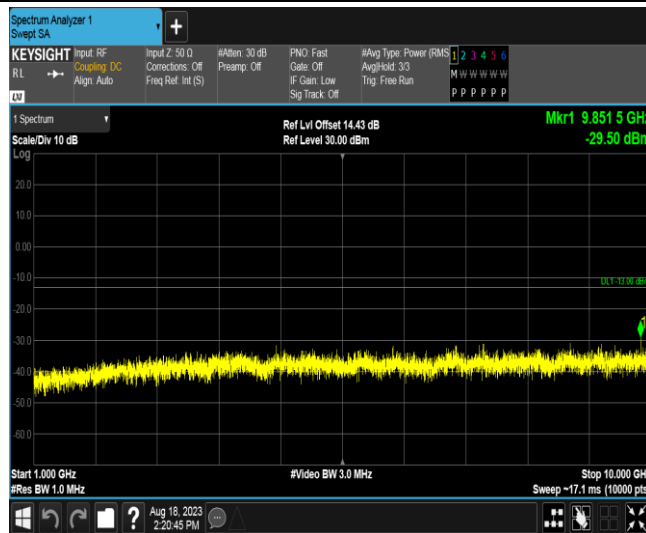 Spectrum Analyzer 1
Swept SA
KEYSIGHT
RL
LXI
Input: RF
Coupling: DC
Align: Auto
Input Z: 50 Ω
Corrections: Off
Freq Ref: Int (S)
#Atten: 30 dB
Preamp: Off
PNO: Fast
Gate: Off
IF Gain: Low
Sig Track: Off
#Avg Type: Power (RMS
Avg|Hold: 3/3
Trig: Free Run
1 2 3 4 5 6
M W W W W W
P P P P P P
1 Spectrum
Scale/Div 10 dB
Ref Lvl Offset 14.43 dB
Ref Level 30.00 dBm
Mkr1 9.851 5 GHz
-29.50 dBm
Log
20.0
10.0
0.00
-10.0
DL1 -13.00 dBm
-20.0
-30.0
-40.0
-50.0
-60.0
Start 1.000 GHz
#Res BW 1.0 MHz
#Video BW 3.0 MHz
Stop 10.000 GHz
Sweep ~17.1 ms (10000 pts
Aug 18, 2023
2:20:45 PM